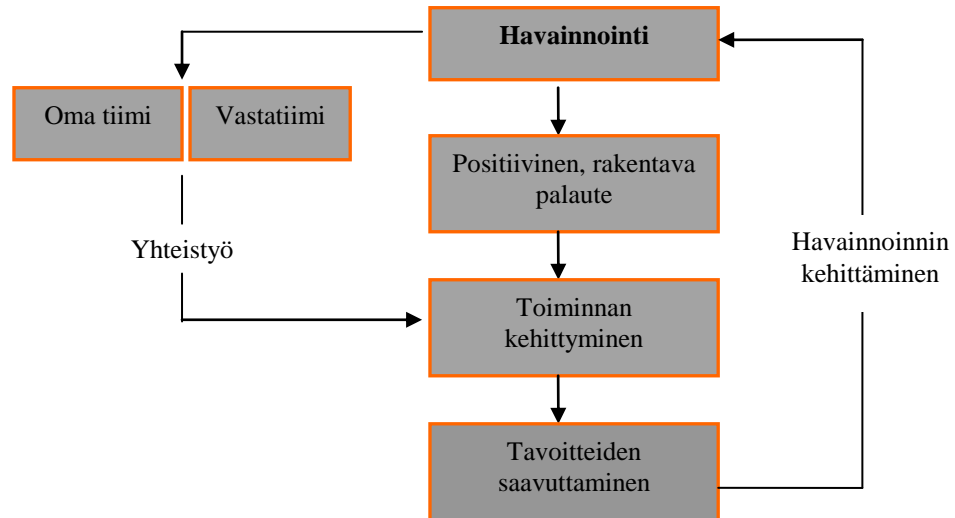 Havainnointi
Oma tiimi
Vastatiimi
Positiivinen, rakentava
palaute
Yhteistyö
Havainnoinnin
kehittäminen
Toiminnan
kehittyminen
Tavoitteiden
saavuttaminen